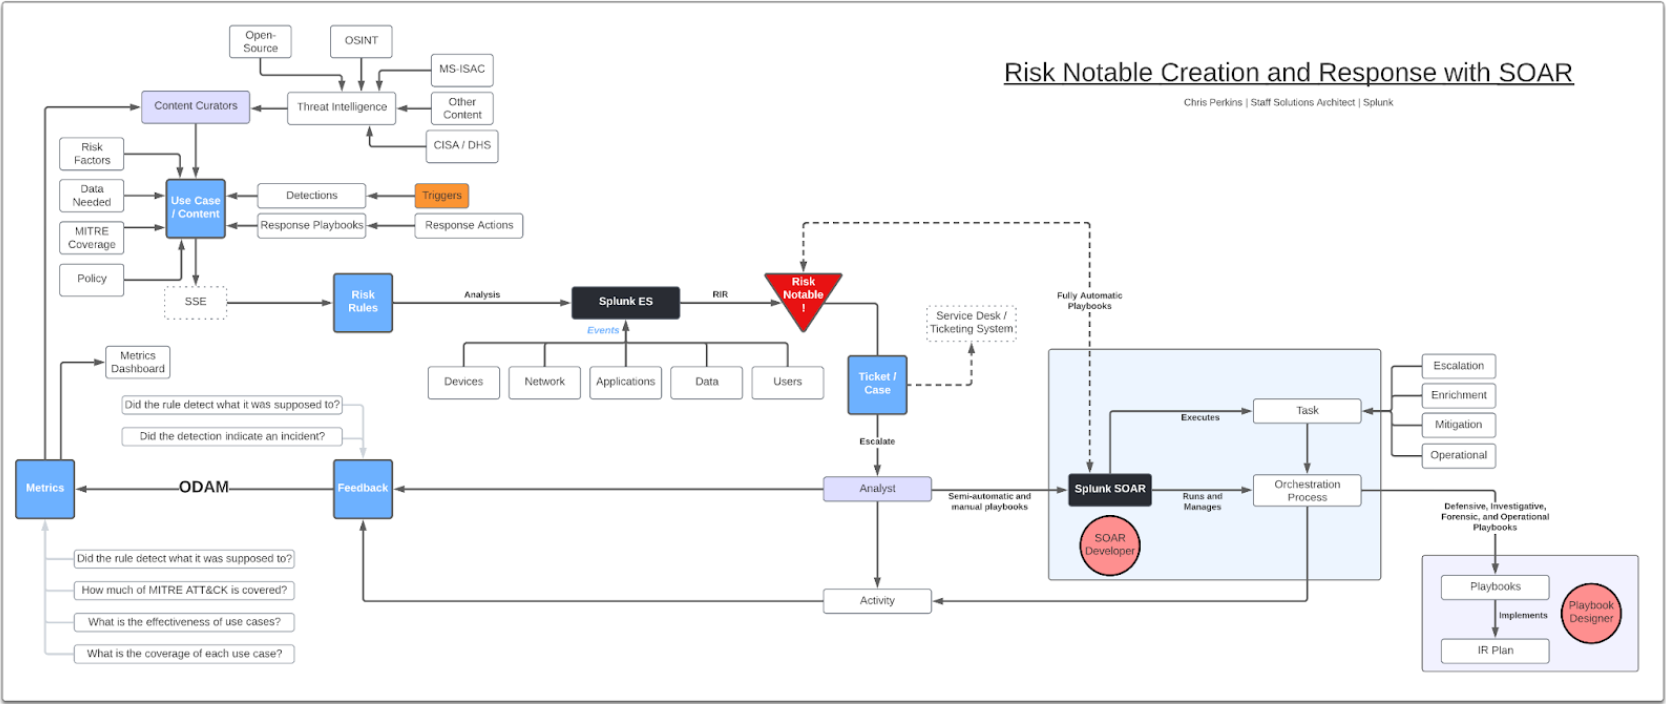 Risk Notable Creation and Response with SOAR
Chris Perkins | Staff Solutions Architect | Splunk
Open-
Source
OSINT
MS-ISAC
Content Curators
Threat Intelligence
Other
Content
CISA / DHS
Risk
Factors
Data
Needed
MITRE
Coverage
Policy
Use Case
/ Content
Detections
Triggers
Response Playbooks
Response Actions
SSE
Risk
Rules
Analysis
Splunk ES
RIR
Risk
Notable
!
Events
Devices
Network
Applications
Data
Users
Service Desk /
Ticketing System
Ticket /
Case
Fully Automatic
Playbooks
Metrics
Dashboard
Did the rule detect what it was supposed to?
Did the detection indicate an incident?
Escalate
Executes
Task
Escalation
Enrichment
Mitigation
Operational
Metrics
ODAM
Feedback
Analyst
Semi-automatic and
manual playbooks
Splunk SOAR
Runs and
Manages
Orchestration
Process
Defensive, Investigative,
Forensic, and Operational
Playbooks
SOAR
Developer
Did the rule detect what it was supposed to?
How much of MITRE ATT&CK is covered?
What is the effectiveness of use cases?
What is the coverage of each use case?
Activity
Playbooks
Implements
IR Plan
Playbook
Designer